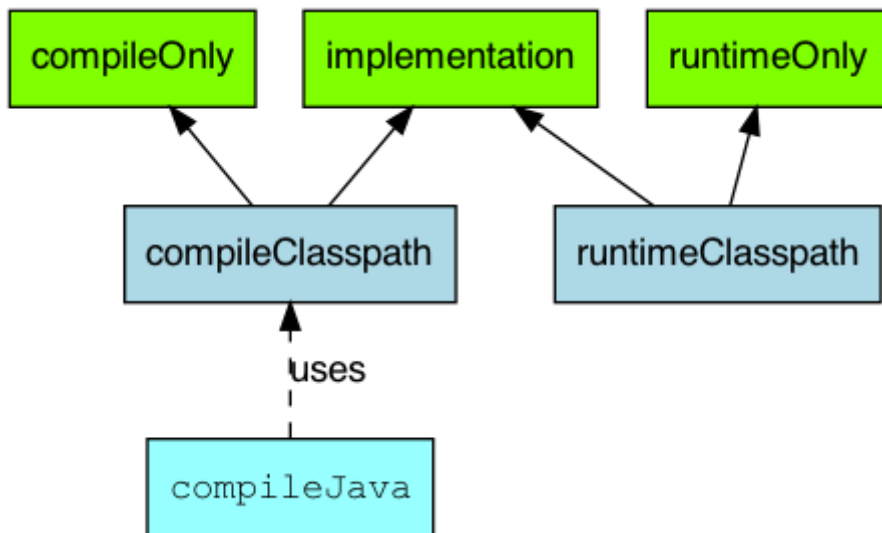 compileOnly
implementation
runtimeOnly
compileClasspath
runtimeClasspath
uses
compileJava